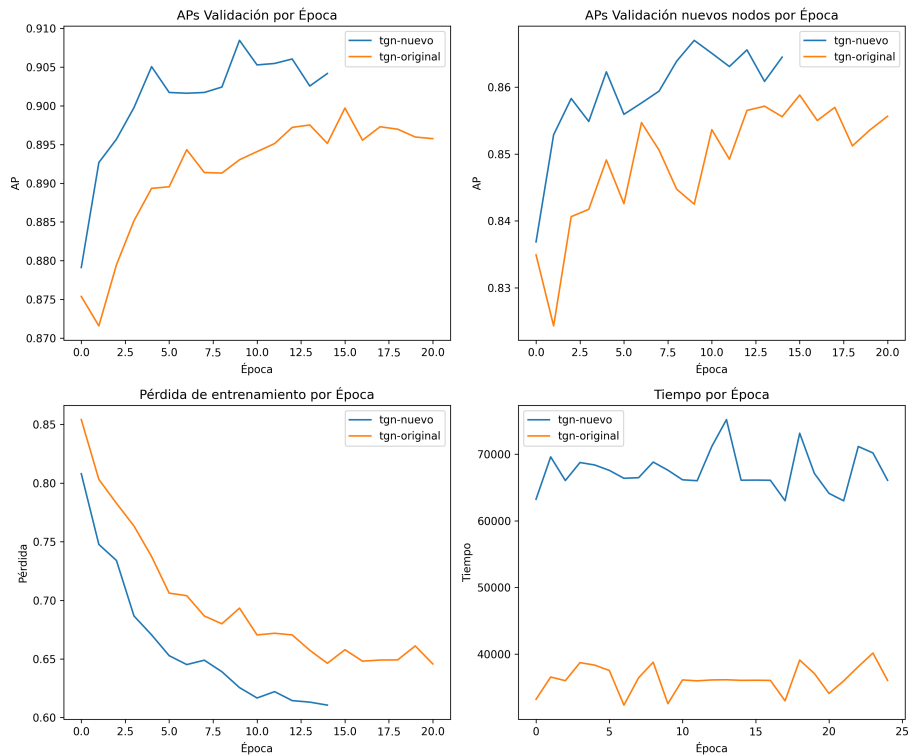 APs Validación por Época
0.910
0.905
0.900
0.895
0.890
0.885
0.880
0.875
0.870
AP
tgn-nuevo
tgn-original
0.0 2.5 5.0 7.5 10.0 12.5 15.0 17.5 20.0
Época
APs Validación nuevos nodos por Época
0.86
0.85
0.84
0.83
AP
tgn-nuevo
tgn-original
0.0 2.5 5.0 7.5 10.0 12.5 15.0 17.5 20.0
Época
Pérdida de entrenamiento por Época
0.85
0.80
0.75
0.70
0.65
0.60
Pérdida
tgn-nuevo
tgn-original
0.0 2.5 5.0 7.5 10.0 12.5 15.0 17.5 20.0
Época
Tiempo por Época
70000
60000
50000
40000
Tiempo
tgn-nuevo
tgn-original
0 5 10 15 20 25
Época